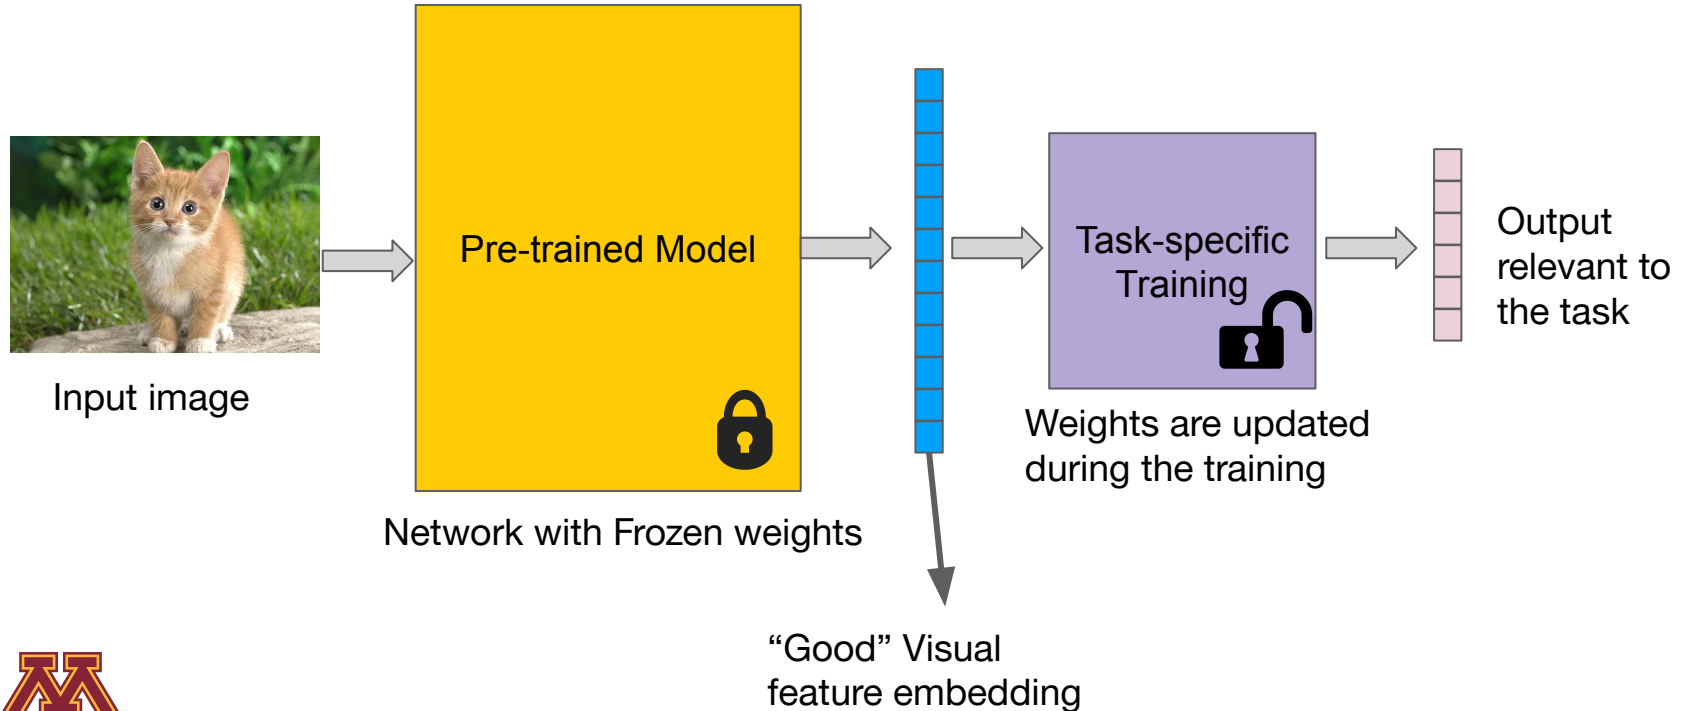 Input image
Pre-trained Model
Network with Frozen weights
“Good” Visual
feature embedding
Task-specific
Training
Weights are updated
during the training
Output
relevant to
the task
M